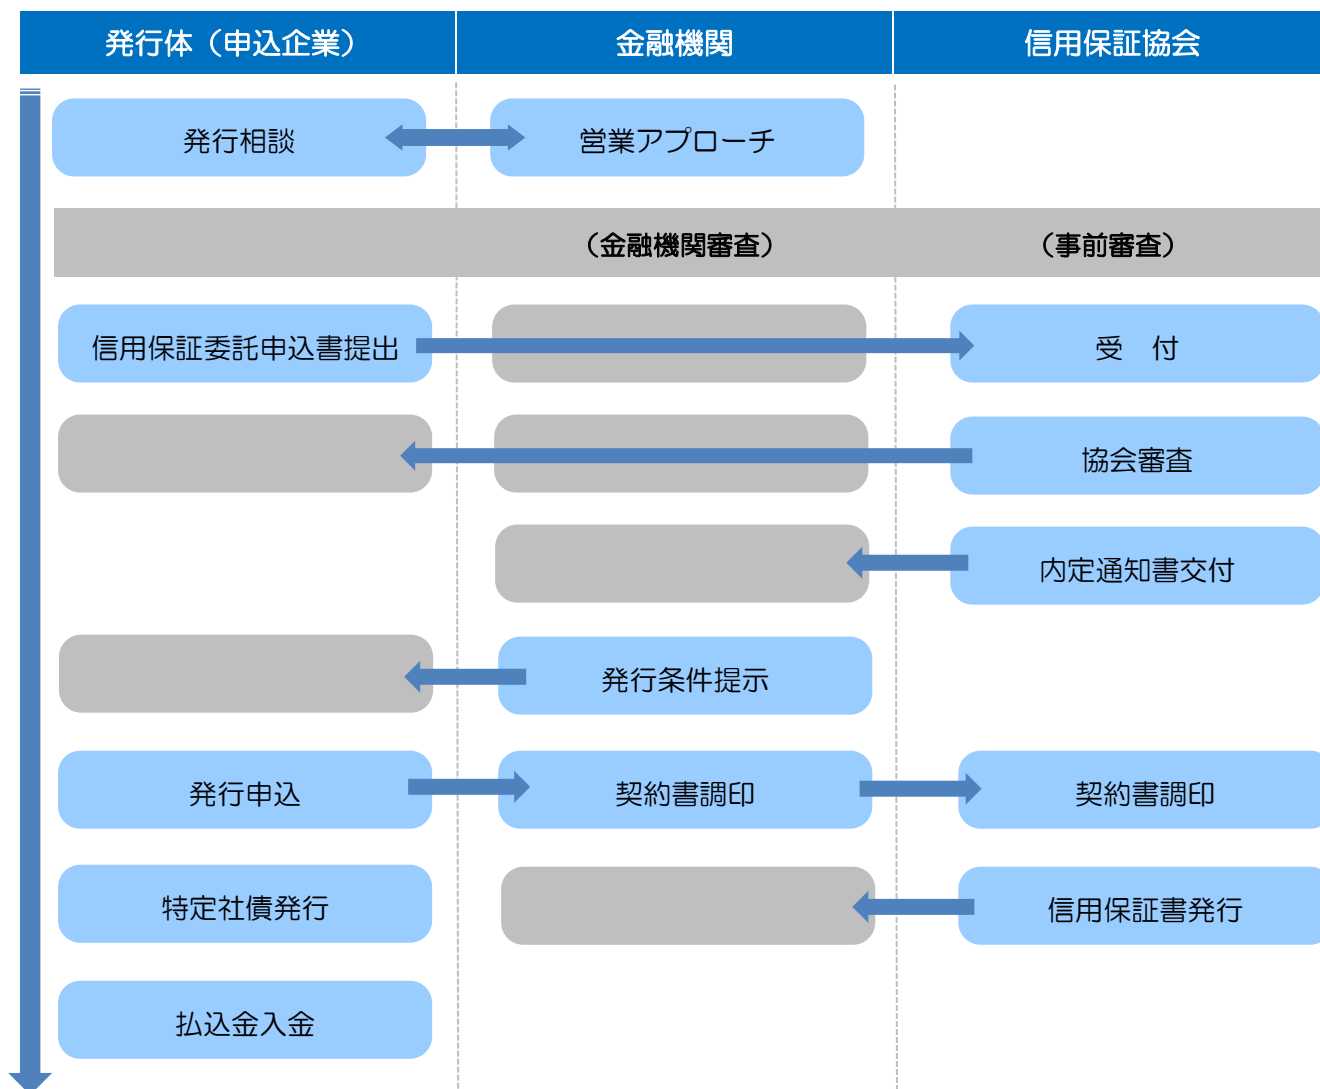 発行体（申込企業）
金融機関
信用保証協会
発行相談
営業アプローチ
（金融機関審査）
（事前審査）
信用保証委託申込書提出
受　付
協会審査
内定通知書交付
発行条件提示
発行申込
契約書調印
契約書調印
特定社債発行
信用保証書発行
払込金入金